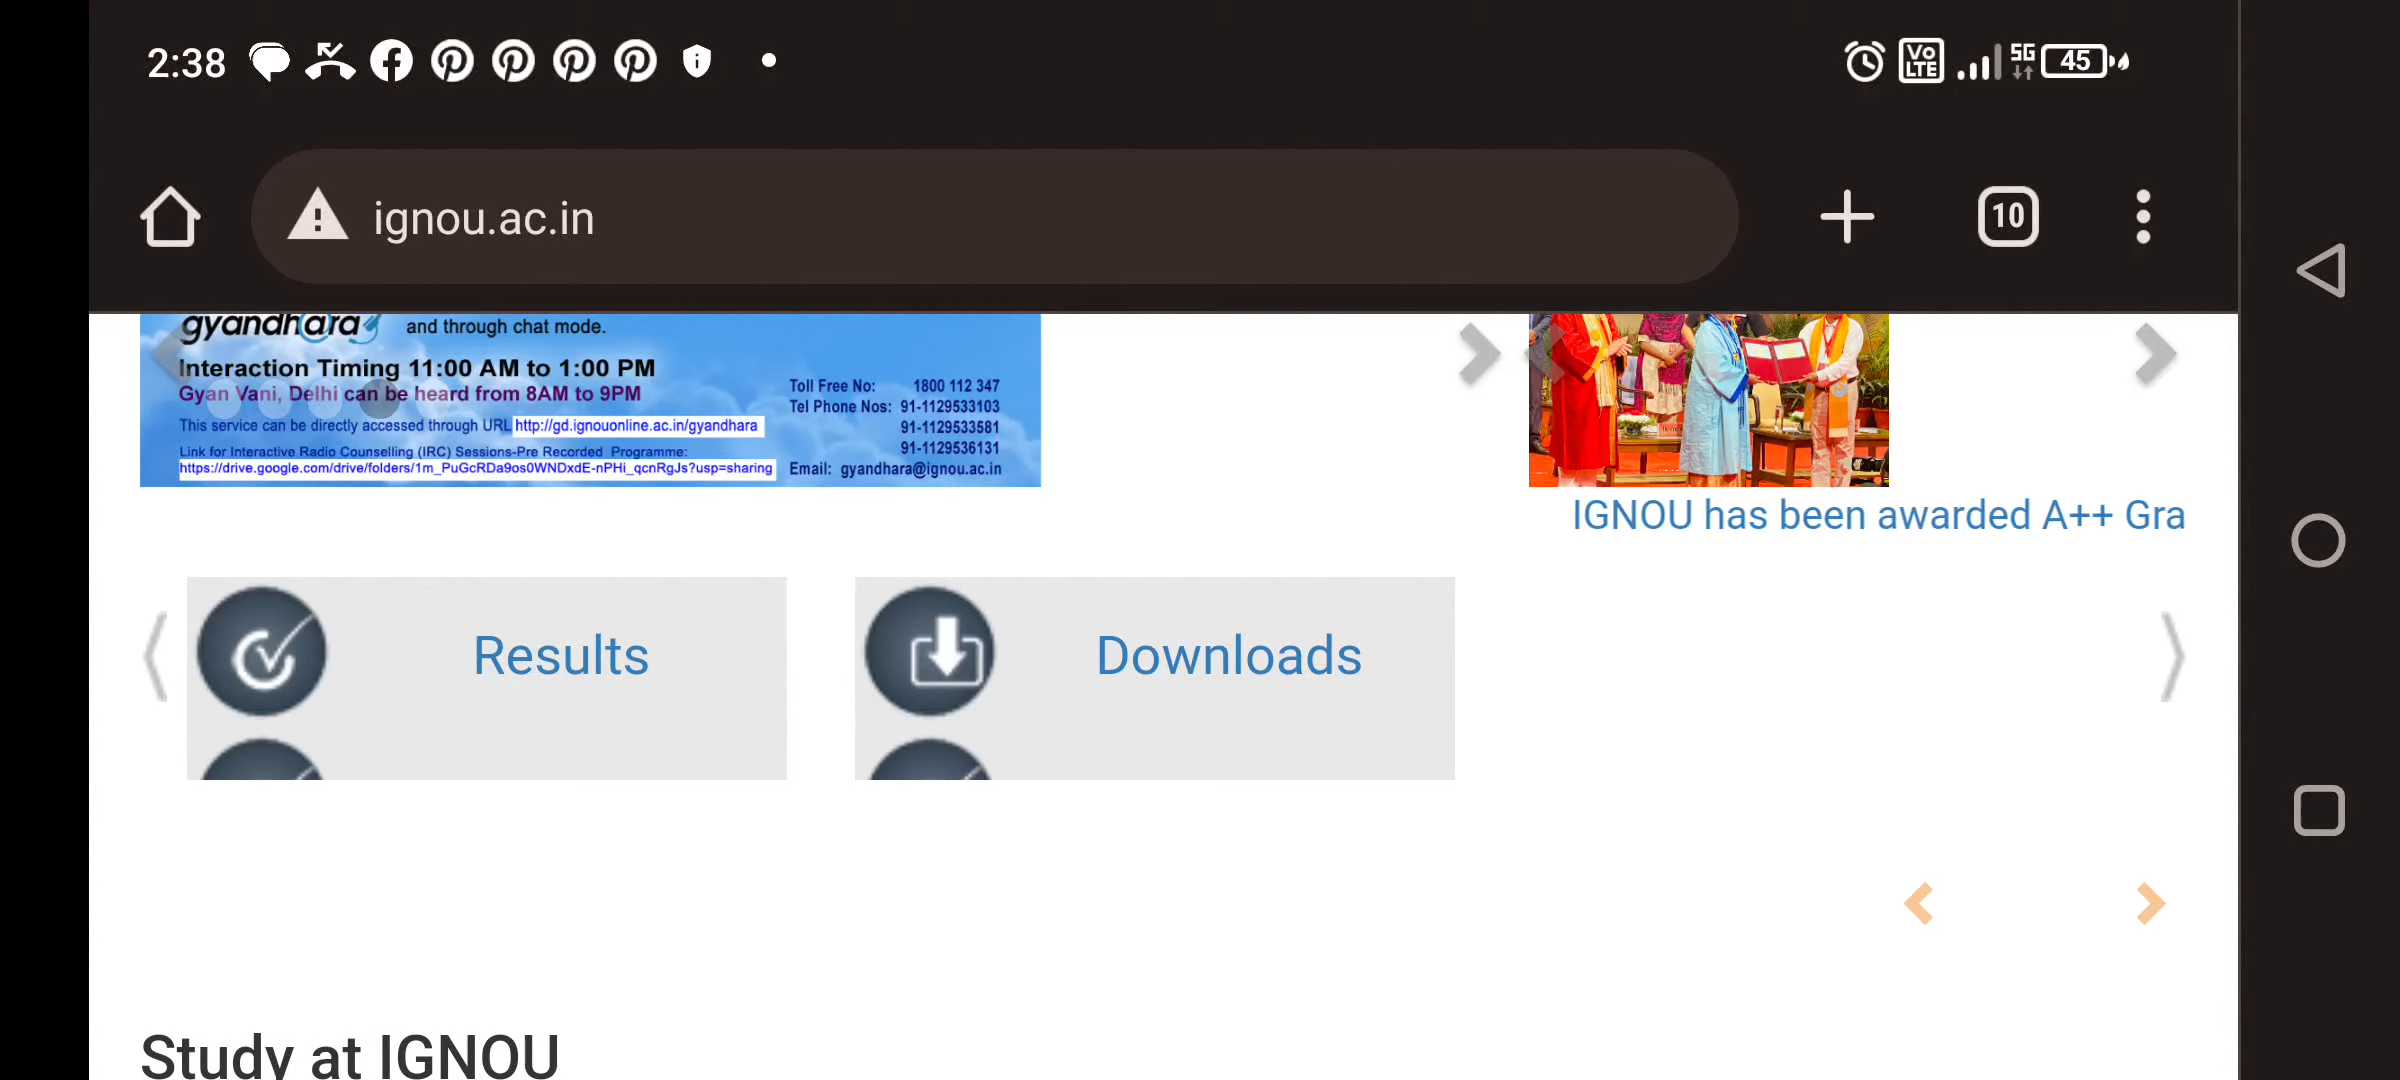 2:38
VoLTE 5G 45
ignou.ac.in
10
gyandhara and through chat mode.
Interaction Timing 11:00 AM to 1:00 PM
Gyan Vani, Delhi can be heard from 8AM to 9PM
This service can be directly accessed through URL http://gd.ignouonline.ac.in/gyandhara
Link for Interactive Radio Counselling (IRC) Sessions-Pre Recorded Programme:
https://drive.google.com/drive/folders/1m_PuGcRDa9os0WNDxdE-nPHi_qcnRgJs?usp=sharing
Toll Free No: 1800 112 347
Tel Phone Nos: 91-1129533103
91-1129533581
91-1129536131
Email: gyandhara@ignou.ac.in
IGNOU has been awarded A++ Gra
Results
Downloads
Study at IGNOU